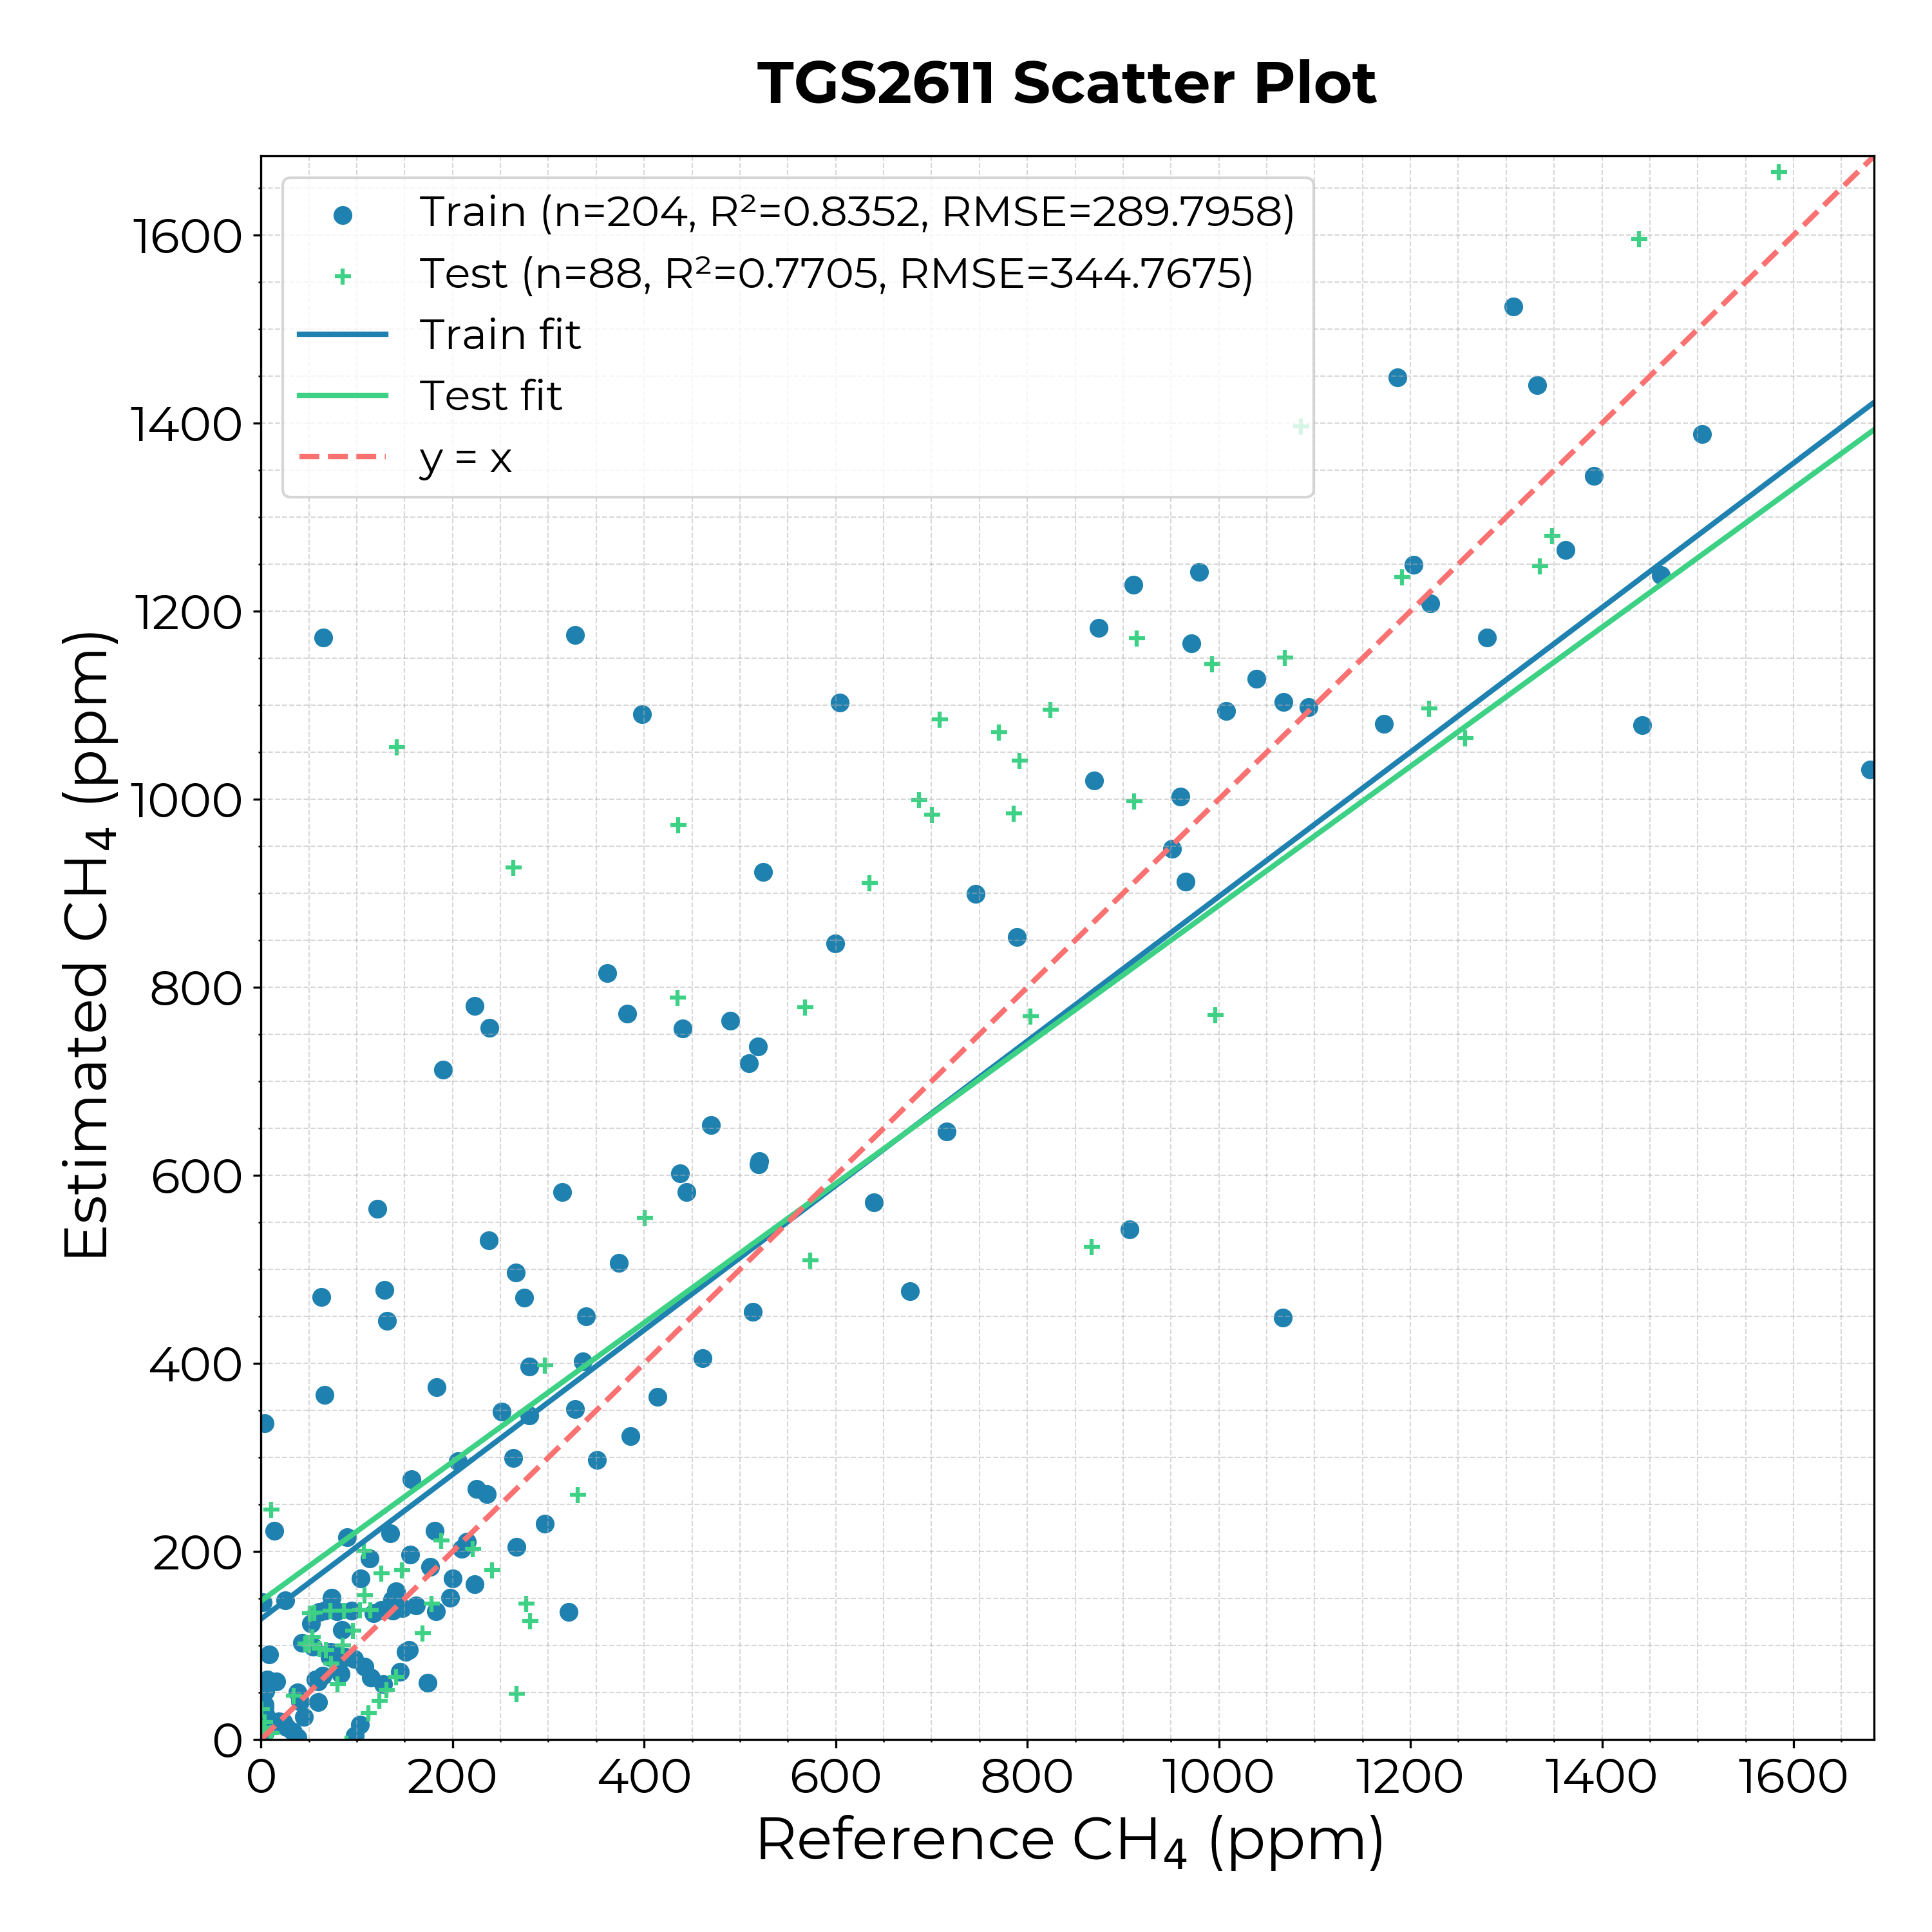 TGS2611 Scatter Plot
Train (n=204, R²=0.8352, RMSE=289.7958)
Test (n=88, R²=0.7705, RMSE=344.7675)
Train fit
Test fit
y = x
Estimated CH₄ (ppm)
1600
1400
1200
1000
800
600
400
200
0
0 200 400 600 800 1000 1200 1400 1600
Reference CH₄ (ppm)